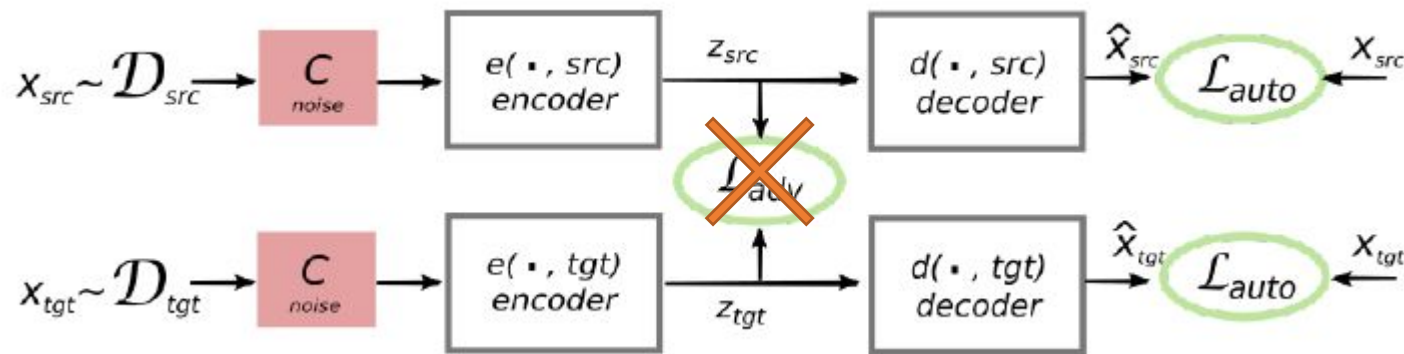 x_src ~ D_src
C
noise
e(·, src)
encoder
z_src
d(·, src)
decoder
x̂_src
L_auto
x_src
L_adv
x_tgt ~ D_tgt
C
noise
e(·, tgt)
encoder
z_tgt
d(·, tgt)
decoder
x̂_tgt
L_auto
x_tgt